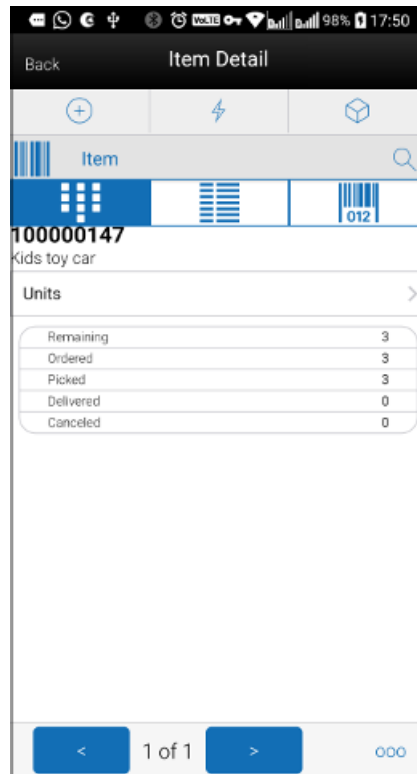 VoLTE 98% 17:50
Back Item Detail
Item
012
100000147
Kids toy car
Units
Remaining 3
Ordered 3
Picked 3
Delivered 0
Canceled 0
< 1 of 1 > ooo